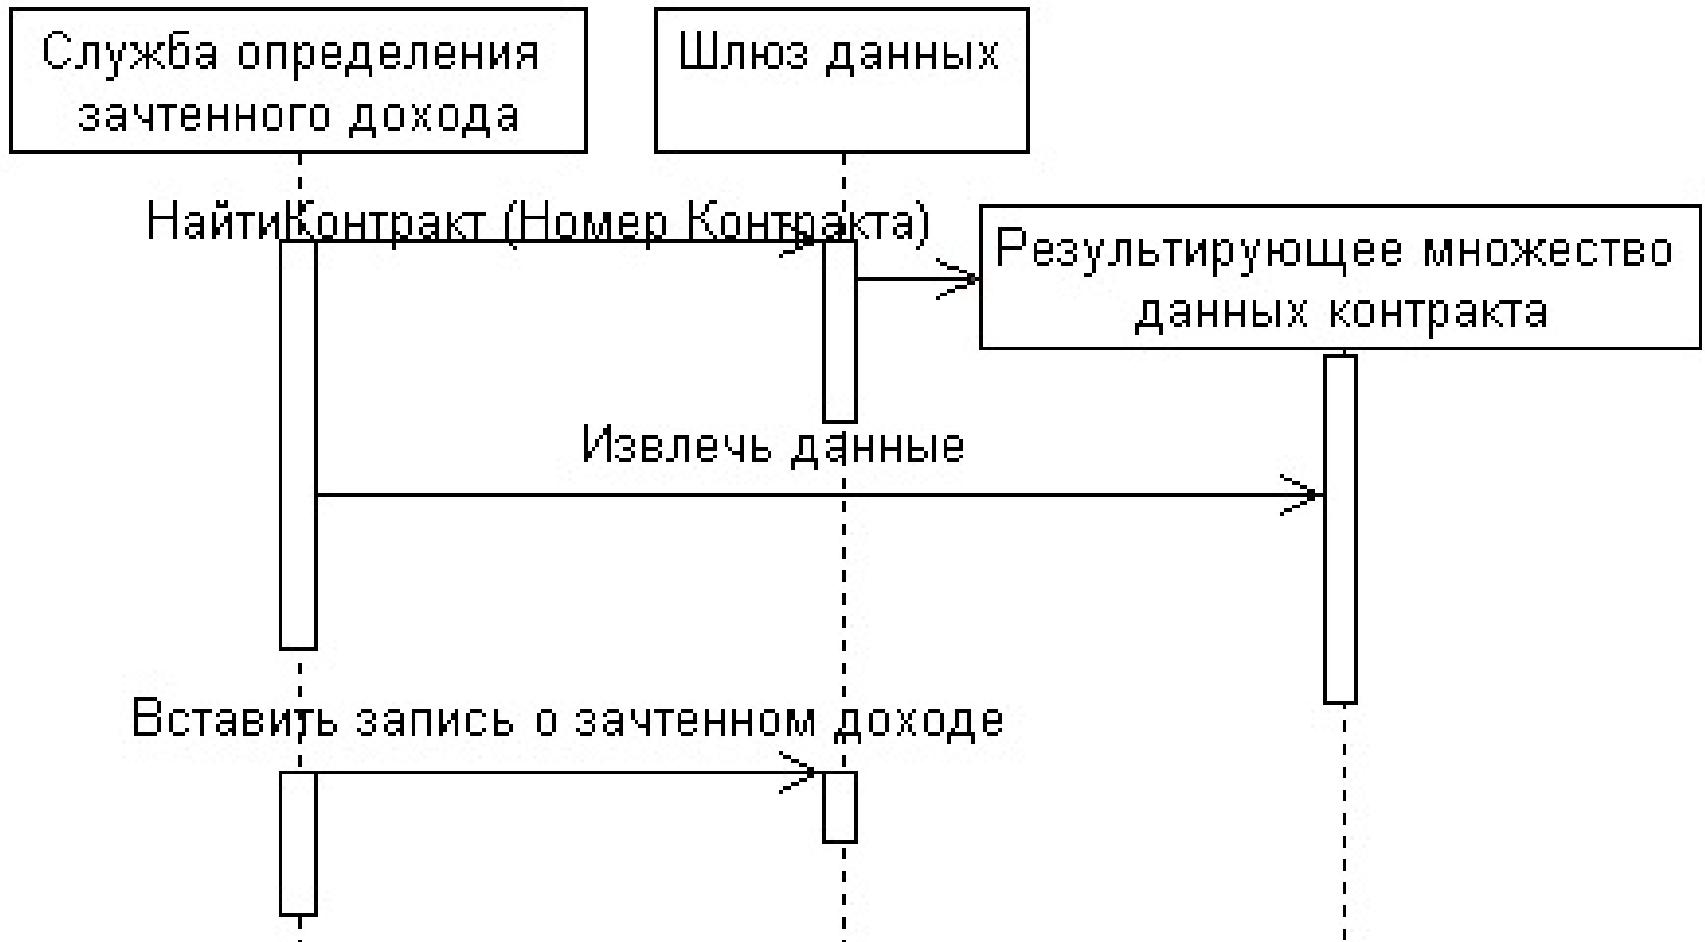 Служба определения
зачтенного дохода
Шлюз данных
НайтиКонтракт (Номер Контракта)
Результирующее множество
данных контракта
Извлечь данные
Вставить запись о зачтенном доходе